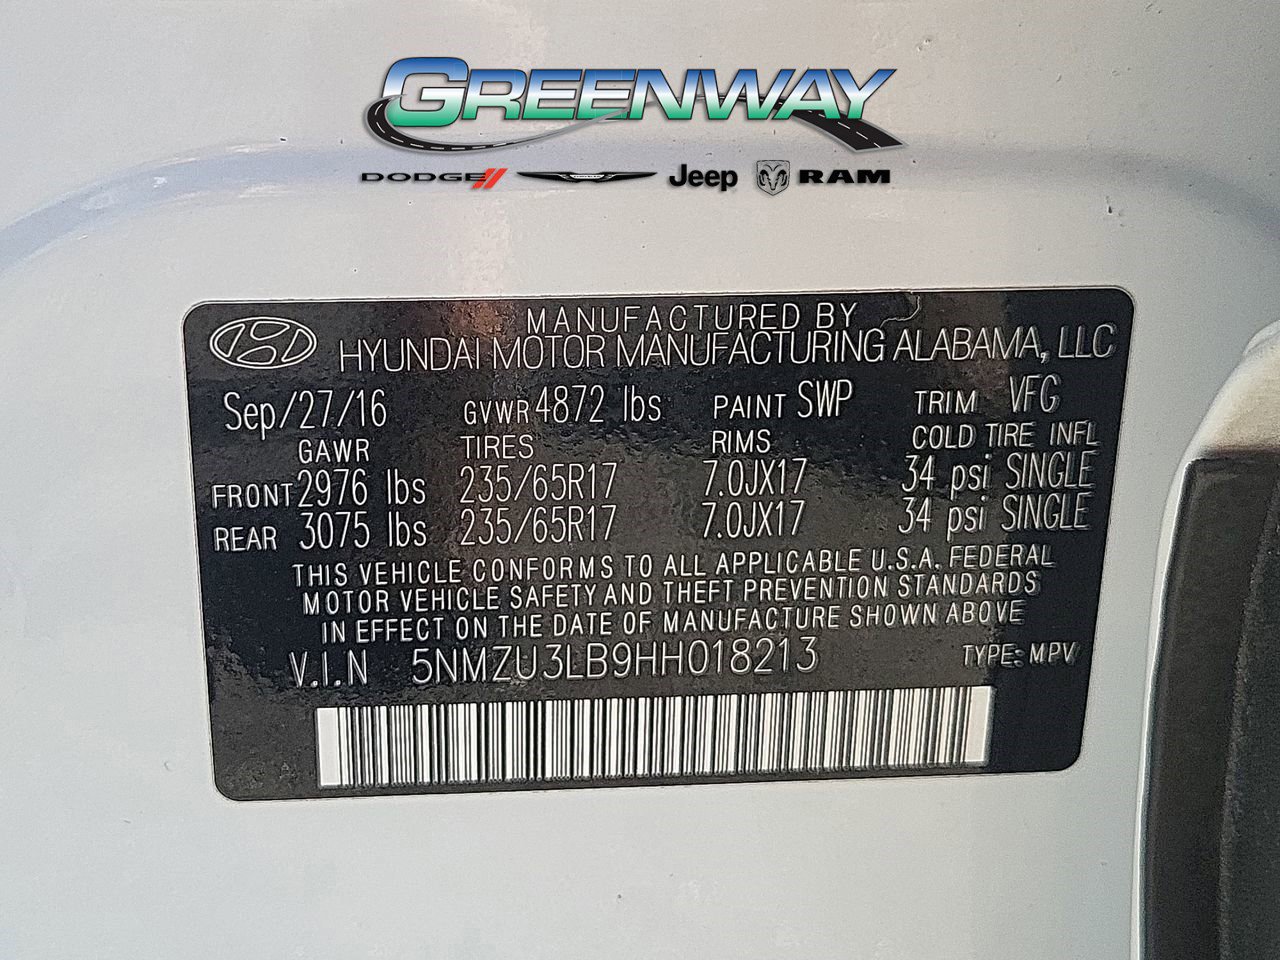 GREENWAY
DODGE Jeep RAM
MANUFACTURED BY
HYUNDAI MOTOR MANUFACTURING ALABAMA, LLC
Sep/27/16 GVWR 4872 lbs PAINT SWP TRIM VFG
GAWR TIRES RIMS COLD TIRE INFL
FRONT 2976 lbs 235/65R17 7.0JX17 34 psi SINGLE
REAR 3075 lbs 235/65R17 7.0JX17 34 psi SINGLE
THIS VEHICLE CONFORMS TO ALL APPLICABLE U.S.A. FEDERAL
MOTOR VEHICLE SAFETY AND THEFT PREVENTION STANDARDS
IN EFFECT ON THE DATE OF MANUFACTURE SHOWN ABOVE
V.I.N 5NMZU3LB9HH018213 TYPE: MPV